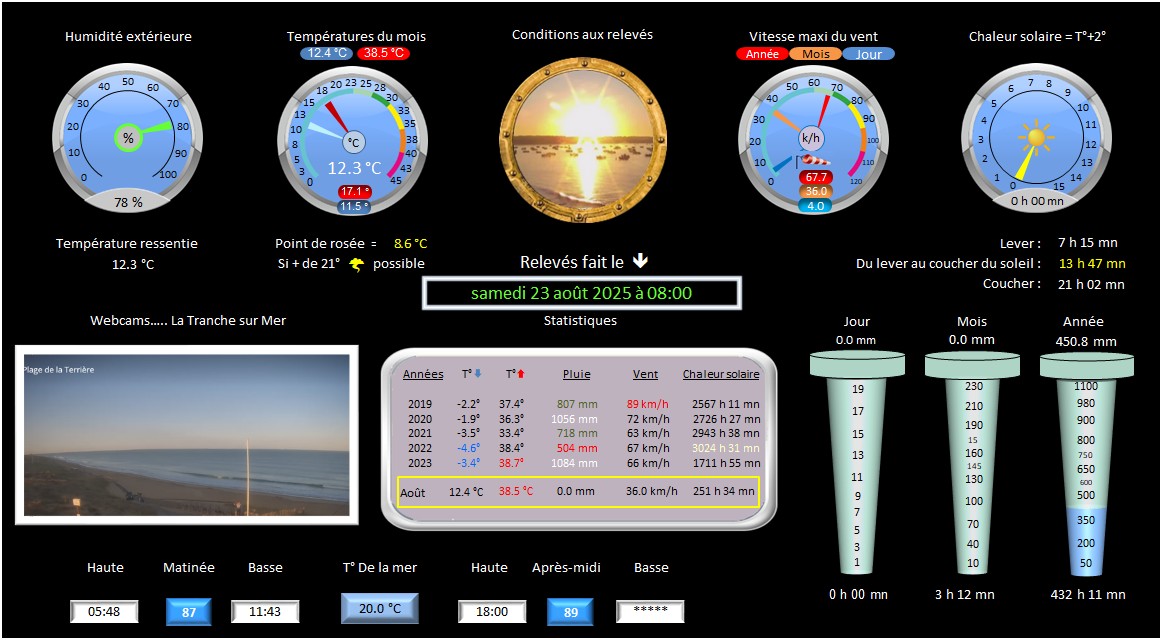 Humidité extérieure
Températures du mois
12.4 °C 38.5 °C
Conditions aux relevés
Vitesse maxi du vent
Année Mois Jour
Chaleur solaire = T°+2°
0 10 20 30 40 50 60 70 80 90 100
%
78 %
0 3 5 8 10 13 15 18 20 23 25 28 30 33 35 38 40 43 45
°C
12.3 °C
17.1 °
11.5 °
0 10 20 30 40 50 60 70 80 90 100 110 120
k/h
67.7
36.0
4.0
0 1 2 3 4 5 6 7 8 9 10 11 12 13 14 15
0 h 00 mn
Température ressentie
12.3 °C
Point de rosée = 8.6 °C
Si + de 21° possible
Relevés fait le
samedi 23 août 2025 à 08:00
Lever : 7 h 15 mn
Du lever au coucher du soleil : 13 h 47 mn
Coucher : 21 h 02 mn
Webcams..... La Tranche sur Mer
Plage de la Terrière
Statistiques
Années T° T° Pluie Vent Chaleur solaire
2019 -2.2° 37.4° 807 mm 89 km/h 2567 h 11 mn
2020 -1.9° 36.3° 1056 mm 72 km/h 2726 h 27 mn
2021 -3.5° 33.4° 718 mm 63 km/h 2943 h 38 mn
2022 -4.6° 38.4° 504 mm 67 km/h 3024 h 31 mn
2023 -3.4° 38.7° 1084 mm 66 km/h 1711 h 55 mn
Août 12.4 °C 38.5 °C 0.0 mm 36.0 km/h 251 h 34 mn
Jour
0.0 mm
19
17
15
13
11
9
7
5
3
1
0 h 00 mn
Mois
0.0 mm
230
210
190
15
160
145
130
100
70
40
10
3 h 12 mn
Année
450.8 mm
1100
980
900
800
750
650
600
500
350
200
50
432 h 11 mn
Haute Matinée Basse
05:48 87 11:43
T° De la mer
20.0 °C
Haute Après-midi Basse
18:00 89 *****